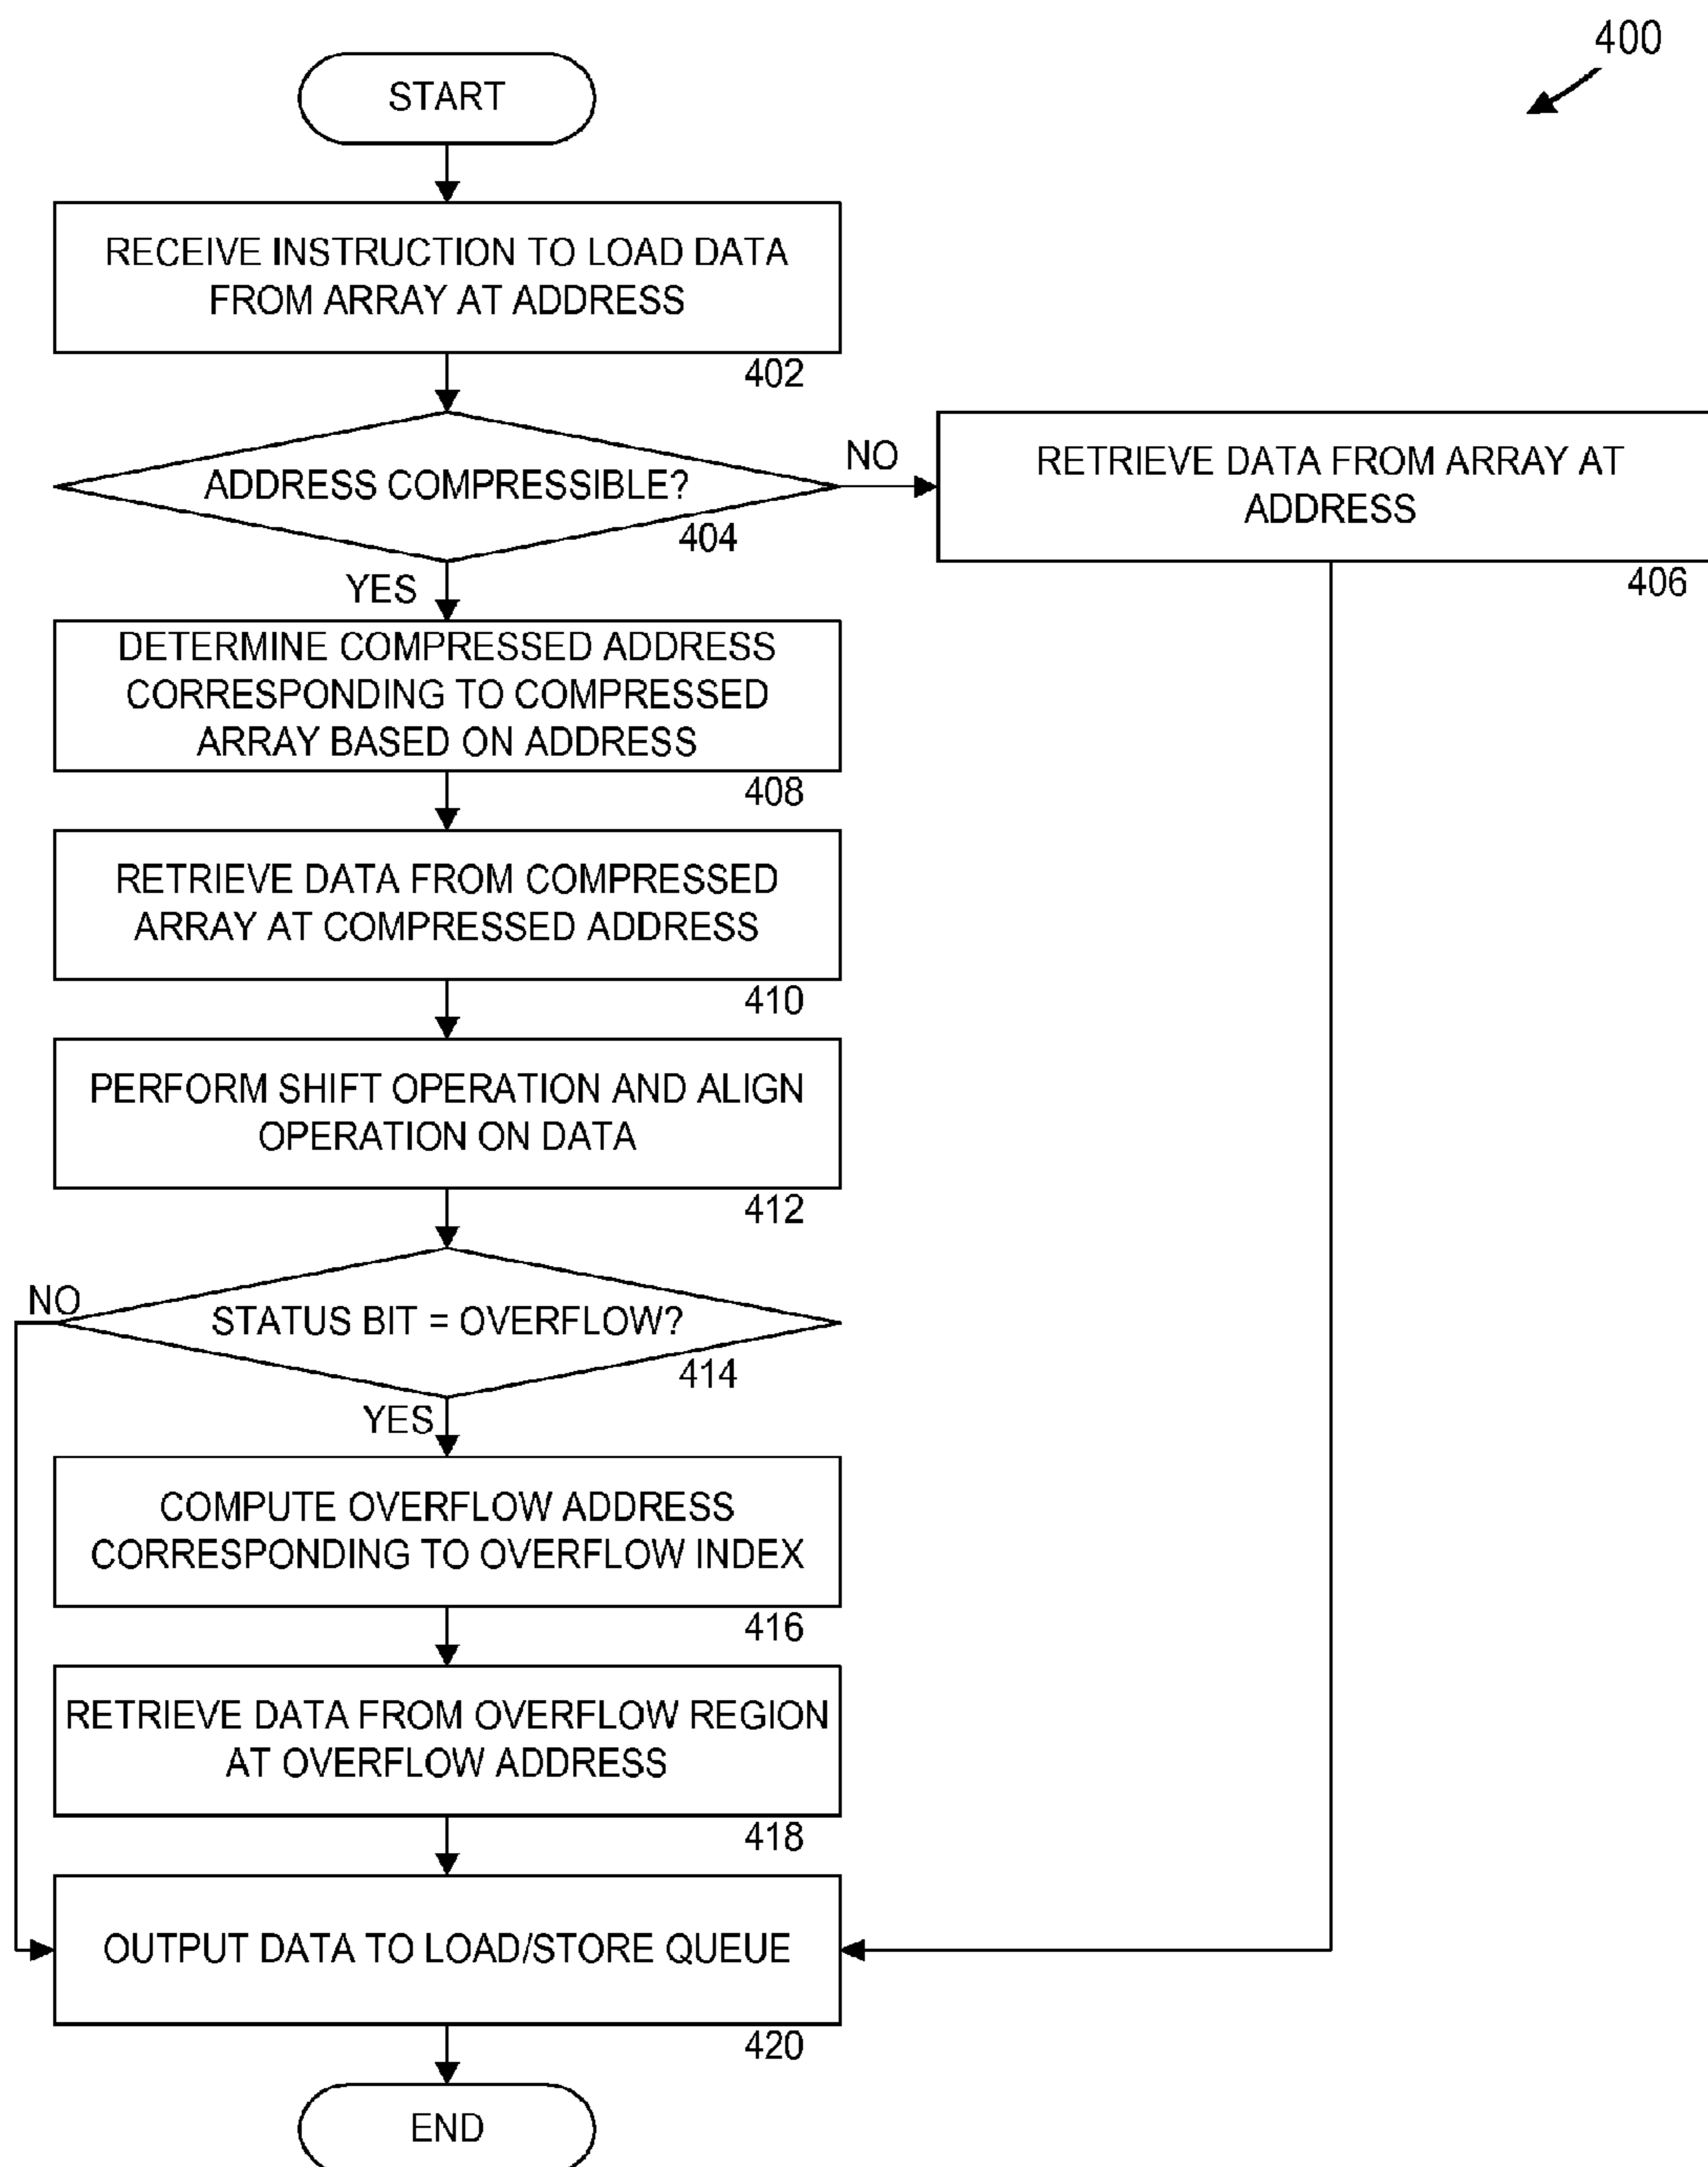 400
START
RECEIVE INSTRUCTION TO LOAD DATA
FROM ARRAY AT ADDRESS
402
ADDRESS COMPRESSIBLE?
404
NO
RETRIEVE DATA FROM ARRAY AT
ADDRESS
406
YES
DETERMINE COMPRESSED ADDRESS
CORRESPONDING TO COMPRESSED
ARRAY BASED ON ADDRESS
408
RETRIEVE DATA FROM COMPRESSED
ARRAY AT COMPRESSED ADDRESS
410
PERFORM SHIFT OPERATION AND ALIGN
OPERATION ON DATA
412
NO
STATUS BIT = OVERFLOW?
414
YES
COMPUTE OVERFLOW ADDRESS
CORRESPONDING TO OVERFLOW INDEX
416
RETRIEVE DATA FROM OVERFLOW REGION
AT OVERFLOW ADDRESS
418
OUTPUT DATA TO LOAD/STORE QUEUE
420
END